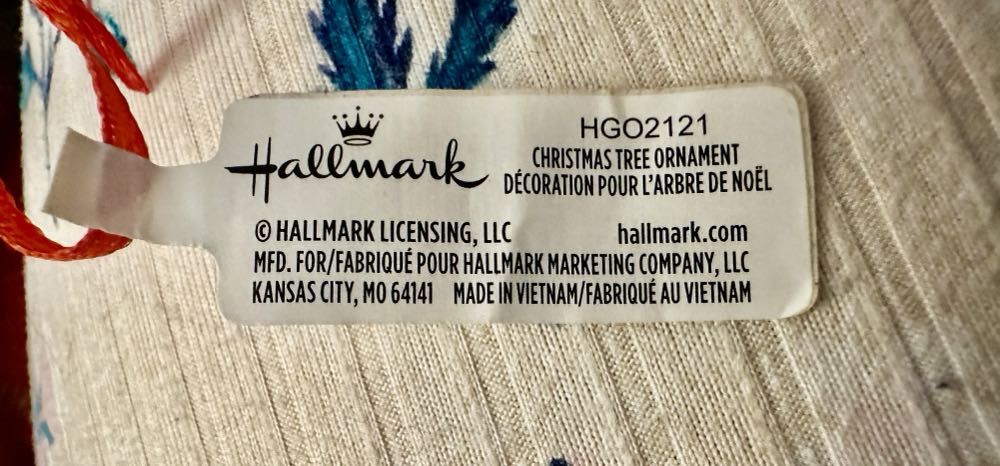 Hallmark
HGO2121
CHRISTMAS TREE ORNAMENT
DÉCORATION POUR L'ARBRE DE NOËL
© HALLMARK LICENSING, LLC hallmark.com
MFD. FOR/FABRIQUÉ POUR HALLMARK MARKETING COMPANY, LLC
KANSAS CITY, MO 64141 MADE IN VIETNAM/FABRIQUÉ AU VIETNAM